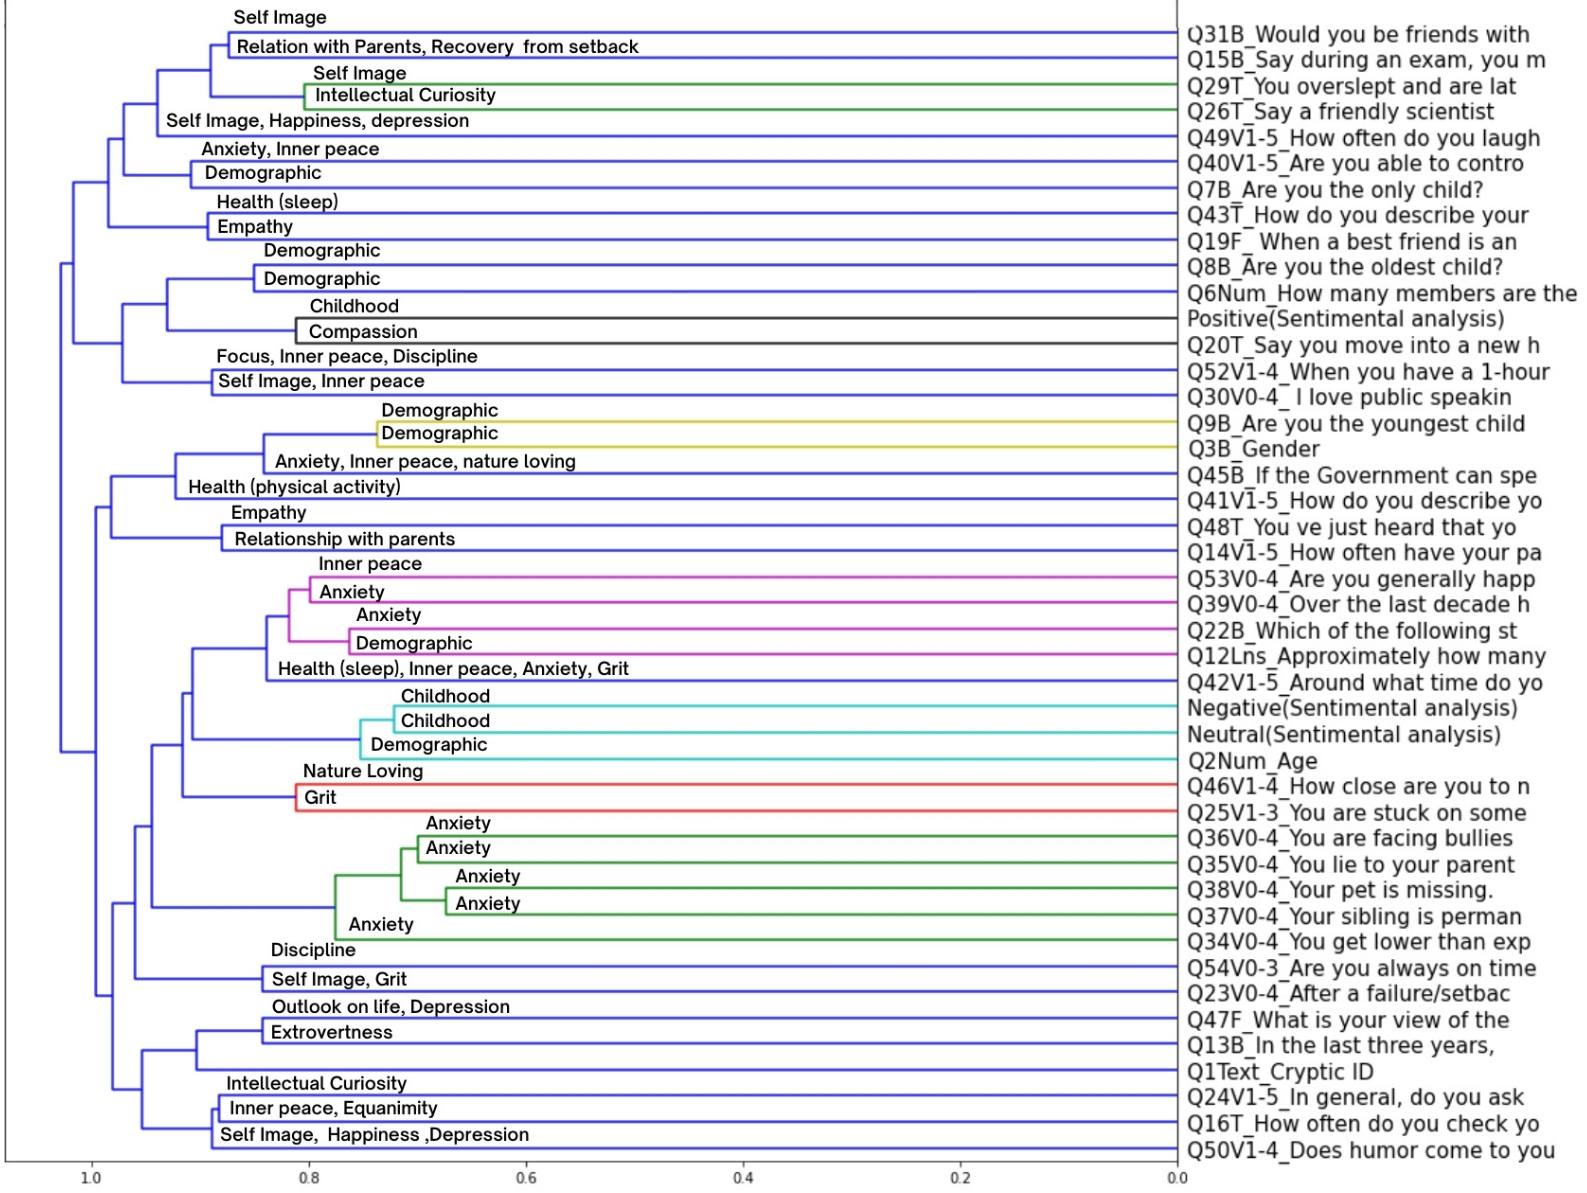 Self Image
Q31B_Would you be friends with
Relation with Parents, Recovery from setback
Q15B_Say during an exam, you m
Self Image
Q29T_You overslept and are lat
Intellectual Curiosity
Q26T_Say a friendly scientist
Self Image, Happiness, depression
Q49V1-5_How often do you laugh
Anxiety, Inner peace
Q40V1-5_Are you able to contro
Demographic
Q7B_Are you the only child?
Health (sleep)
Q43T_How do you describe your
Empathy
Q19F_ When a best friend is an
Demographic
Q8B_Are you the oldest child?
Demographic
Q6Num_How many members are the
Childhood
Positive(Sentimental analysis)
Compassion
Q20T_Say you move into a new h
Focus, Inner peace, Discipline
Q52V1-4_When you have a 1-hour
Self Image, Inner peace
Q30V0-4_ I love public speakin
Demographic
Q9B_Are you the youngest child
Demographic
Q3B_Gender
Anxiety, Inner peace, nature loving
Q45B_If the Government can spe
Health (physical activity)
Q41V1-5_How do you describe yo
Empathy
Q48T_You ve just heard that yo
Relationship with parents
Q14V1-5_How often have your pa
Inner peace
Q53V0-4_Are you generally happ
Anxiety
Q39V0-4_Over the last decade h
Anxiety
Q22B_Which of the following st
Demographic
Q12Lns_Approximately how many
Health (sleep), Inner peace, Anxiety, Grit
Q42V1-5_Around what time do yo
Childhood
Negative(Sentimental analysis)
Childhood
Neutral(Sentimental analysis)
Demographic
Q2Num_Age
Nature Loving
Q46V1-4_How close are you to n
Grit
Q25V1-3_You are stuck on some
Anxiety
Q36V0-4_You are facing bullies
Anxiety
Q35V0-4_You lie to your parent
Anxiety
Q38V0-4_Your pet is missing.
Anxiety
Q37V0-4_Your sibling is perman
Anxiety
Q34V0-4_You get lower than exp
Discipline
Q54V0-3_Are you always on time
Self Image, Grit
Q23V0-4_After a failure/setbac
Outlook on life, Depression
Q47F_What is your view of the
Extrovertness
Q13B_In the last three years,
Q1Text_Cryptic ID
Intellectual Curiosity
Q24V1-5_In general, do you ask
Inner peace, Equanimity
Q16T_How often do you check yo
Self Image, Happiness ,Depression
Q50V1-4_Does humor come to you
1.0 0.8 0.6 0.4 0.2 0.0